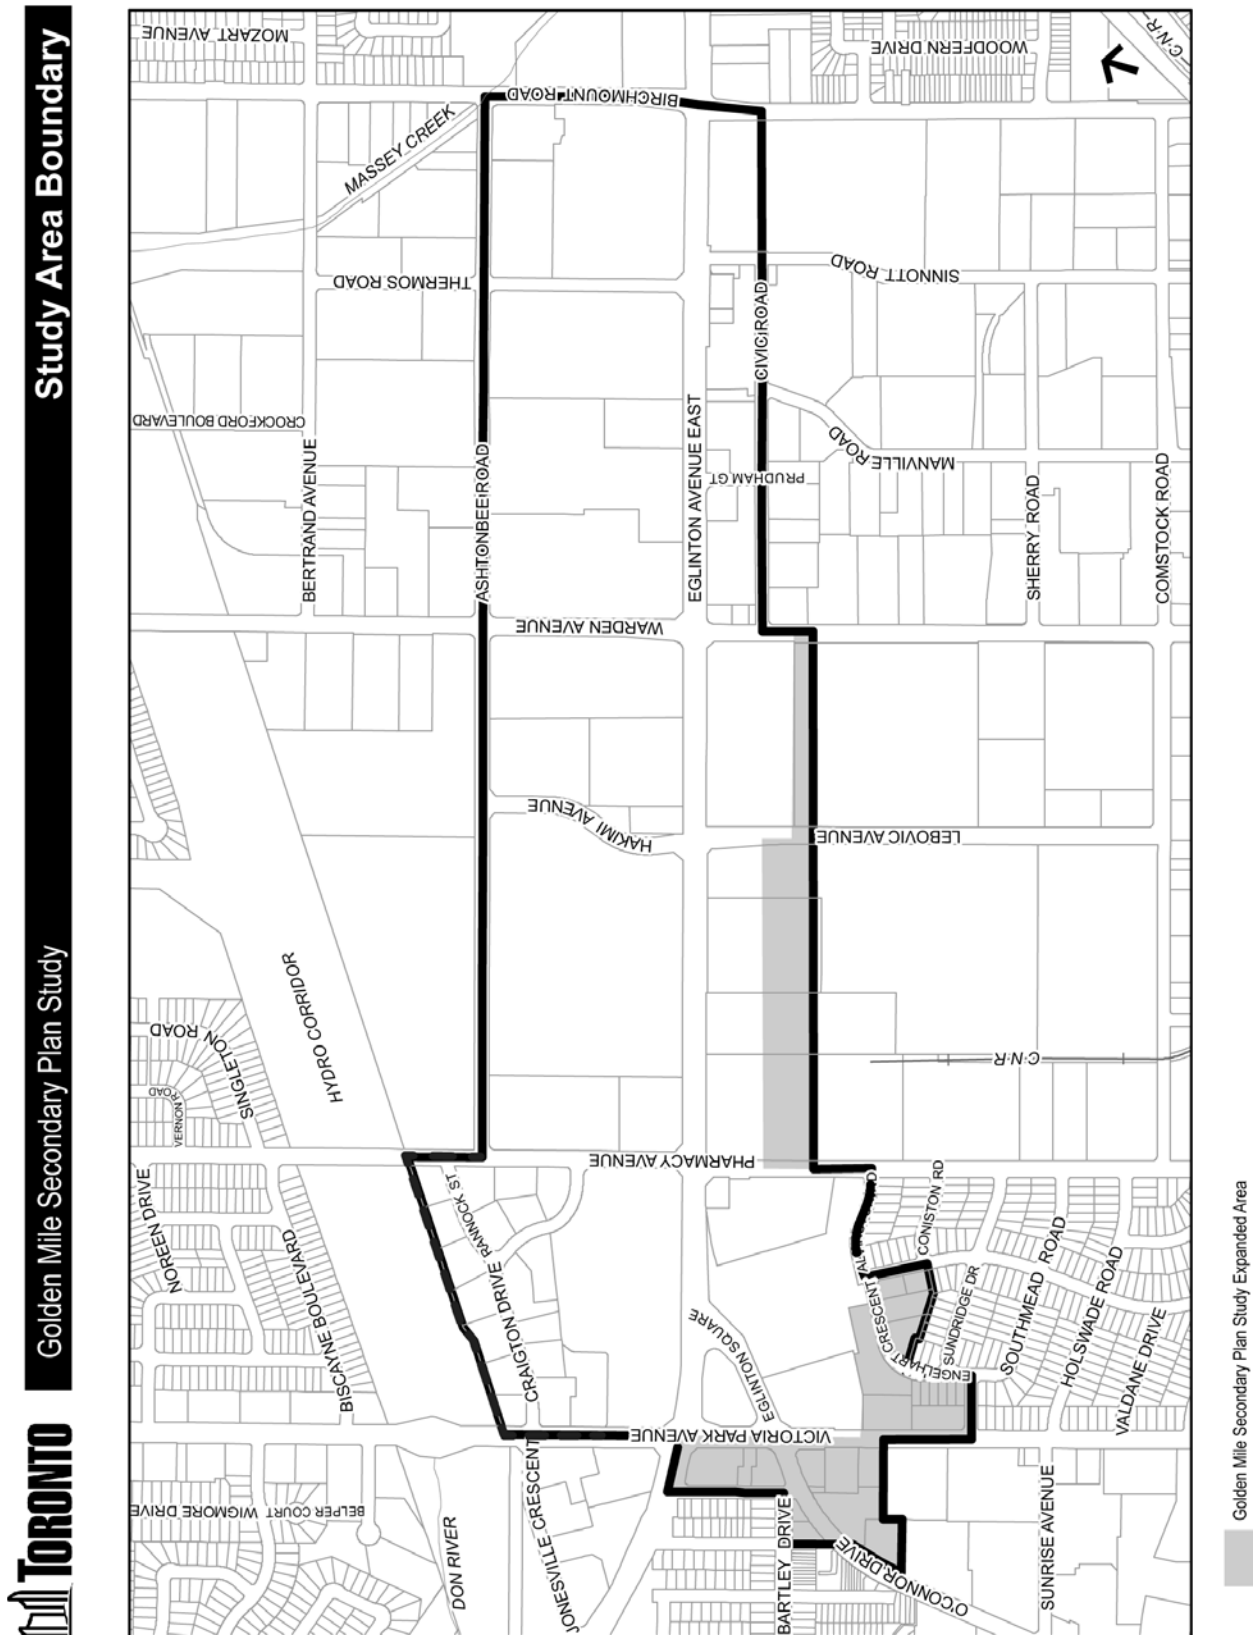 TORONTO
Golden Mile Secondary Plan Study
Study Area Boundary
MOZART AVENUE
WOODFERN DRIVE
C·N·R
BIRCHMOUNT ROAD
MASSEY CREEK
THERMOS ROAD
SINNOTT ROAD
CIVIC ROAD
CROCKFORD BOULEVARD
BERTRAND AVENUE
ASHTONBEE ROAD
EGLINTON AVENUE EAST
PRUDHAM GT
MANVILLE ROAD
SHERRY ROAD
COMSTOCK ROAD
WARDEN AVENUE
HAKIMI AVENUE
LEBOVIC AVENUE
HYDRO CORRIDOR
SINGLETON ROAD
VERNON ROAD
C·N·R
PHARMACY AVENUE
NOREEN DRIVE
RANNOCK ST
CONISTON RD
BISCAYNE BOULEVARD
CRAIGTON DRIVE
EGLINTON SQUARE
ENGELHART CRESCENT
SUNDRIDGE DR
SOUTHMEAD ROAD
HOLSWADE ROAD
VALDANE DRIVE
VICTORIA PARK AVENUE
WIGMORE DRIVE
BELPER COURT
DON RIVER
JONESVILLE CRESCENT
BARTLEY DRIVE
O'CONNOR DRIVE
SUNRISE AVENUE
Golden Mile Secondary Plan Study Expanded Area